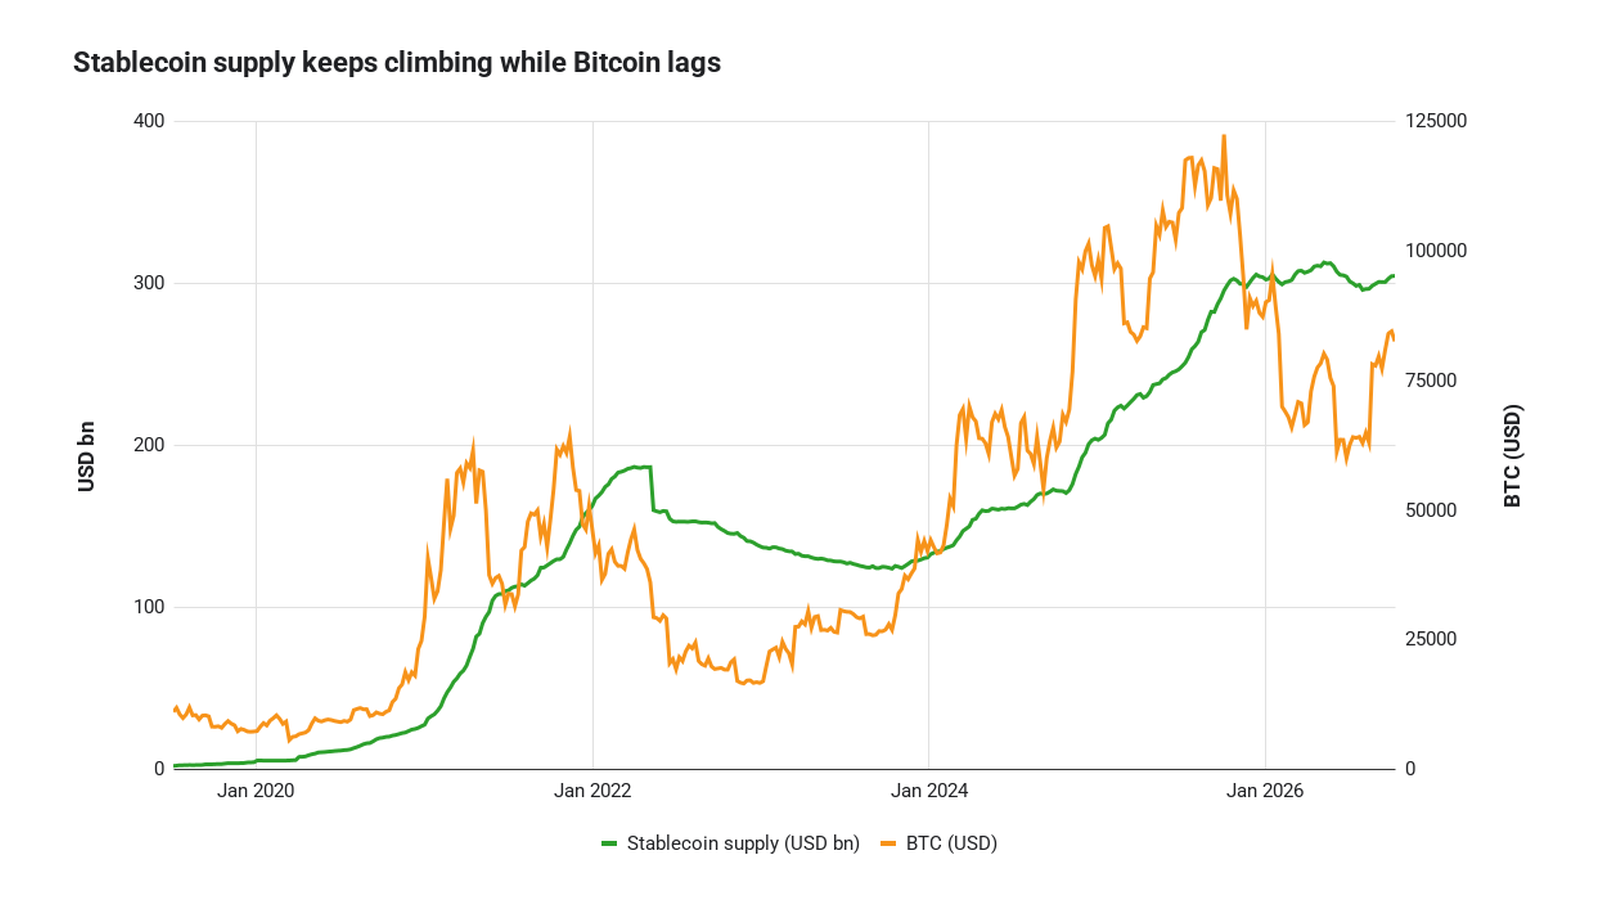 Stablecoin supply keeps climbing while Bitcoin lags
400
300
200
100
0
USD bn
125000
100000
75000
50000
25000
0
BTC (USD)
Jan 2020
Jan 2022
Jan 2024
Jan 2026
Stablecoin supply (USD bn)
BTC (USD)